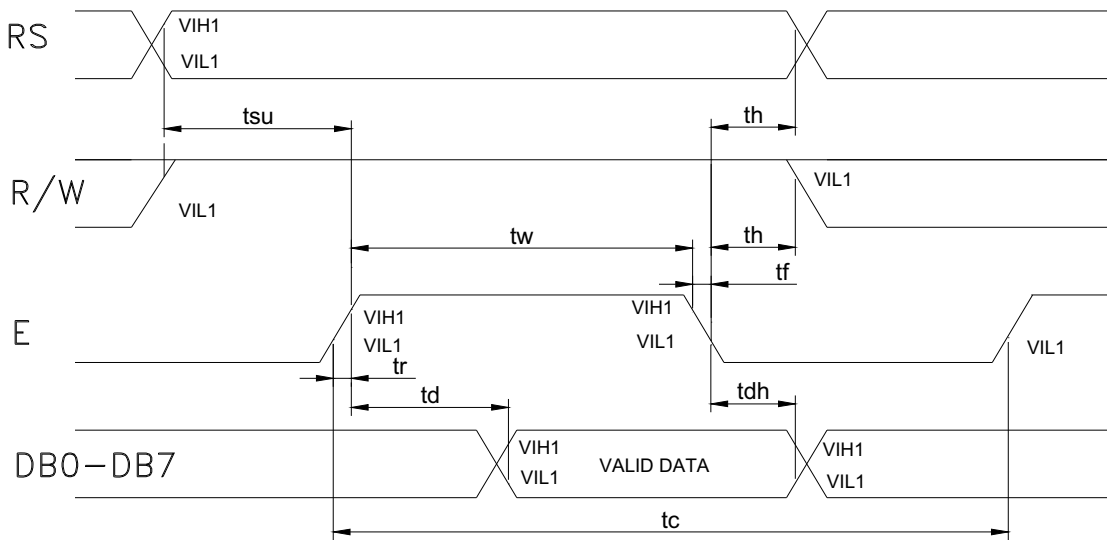 RS
VIH1
VIL1
tsu
th
R/W
VIL1
VIL1
tw
th
tf
E
VIH1
VIL1
VIH1
VIL1
VIL1
tr
td
tdh
DB0-DB7
VIH1
VIL1
VALID DATA
VIH1
VIL1
tc